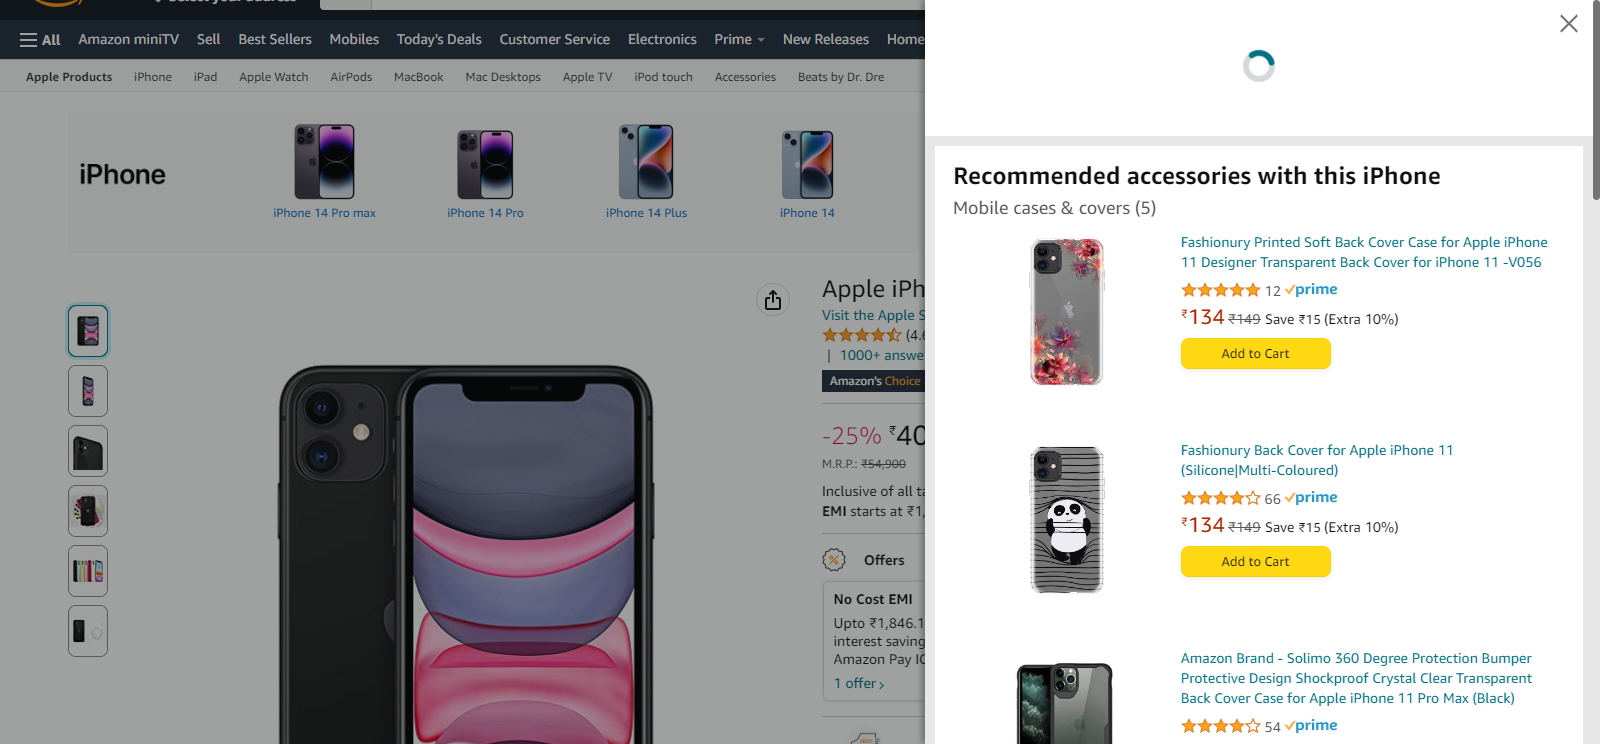 All Amazon miniTV Sell Best Sellers Mobiles Today's Deals Customer Service Electronics Prime New Releases Home
Apple Products iPhone iPad Apple Watch AirPods MacBook Mac Desktops Apple TV iPod touch Accessories Beats by Dr. Dre
iPhone
iPhone 14 Pro max iPhone 14 Pro iPhone 14 Plus iPhone 14
Apple iPh
Visit the Apple S
(4.6
| 1000+ answe
Amazon's Choice
-25% ₹40
M.R.P.: ₹54,900
Inclusive of all ta
EMI starts at ₹1,
Offers
No Cost EMI
Upto ₹1,846.1
interest saving
Amazon Pay IC
1 offer ›
Recommended accessories with this iPhone
Mobile cases & covers (5)
Fashionury Printed Soft Back Cover Case for Apple iPhone
11 Designer Transparent Back Cover for iPhone 11 -V056
12 prime
₹134 ₹149 Save ₹15 (Extra 10%)
Add to Cart
Fashionury Back Cover for Apple iPhone 11
(Silicone|Multi-Coloured)
66 prime
₹134 ₹149 Save ₹15 (Extra 10%)
Add to Cart
Amazon Brand - Solimo 360 Degree Protection Bumper
Protective Design Shockproof Crystal Clear Transparent
Back Cover Case for Apple iPhone 11 Pro Max (Black)
54 prime